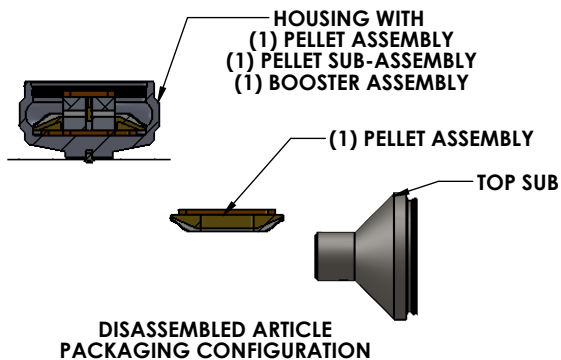 HOUSING WITH
(1) PELLET ASSEMBLY
(1) PELLET SUB-ASSEMBLY
(1) BOOSTER ASSEMBLY
(1) PELLET ASSEMBLY
TOP SUB
DISASSEMBLED ARTICLE
PACKAGING CONFIGURATION